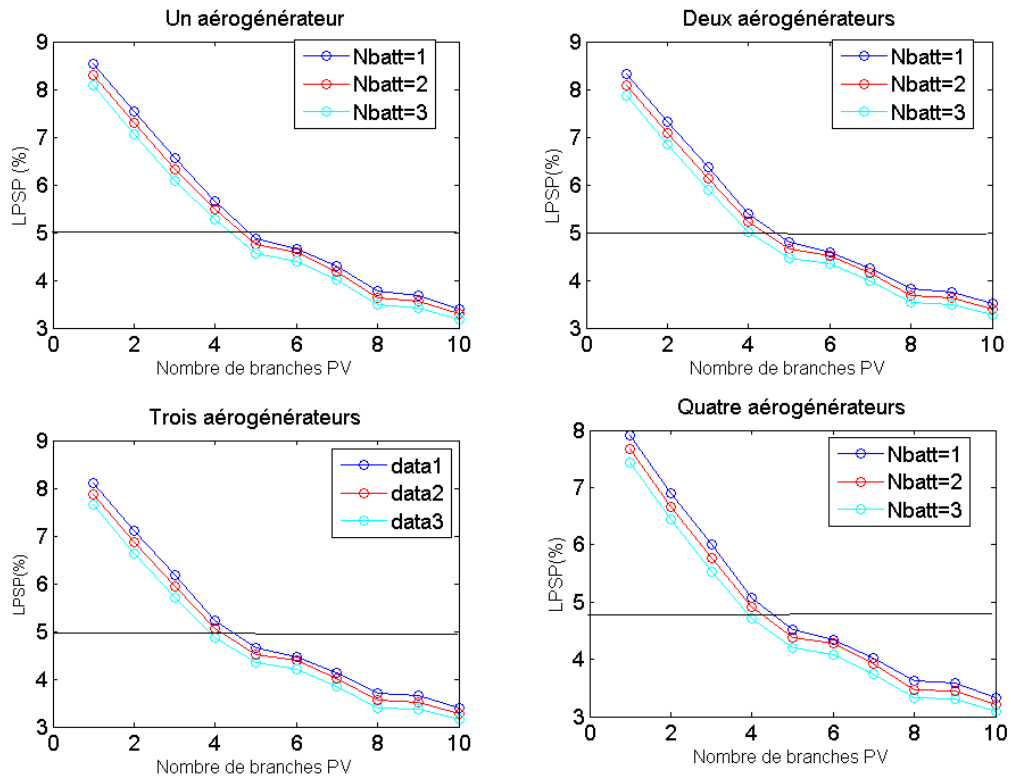 Un aérogénérateur
9
8
7
6
5
4
3
LPSP (%)
Nbatt=1
Nbatt=2
Nbatt=3
0 2 4 6 8 10
Nombre de branches PV
Deux aérogénérateurs
9
8
7
6
5
4
3
LPSP(%)
Nbatt=1
Nbatt=2
Nbatt=3
0 2 4 6 8 10
Nombre de branches PV
Trois aérogénérateurs
9
8
7
6
5
4
3
LPSP(%)
data1
data2
data3
0 2 4 6 8 10
Nombre de branches PV
Quatre aérogénérateurs
8
7
6
5
4
3
LPSP(%)
Nbatt=1
Nbatt=2
Nbatt=3
0 2 4 6 8 10
Nombre de branches PV